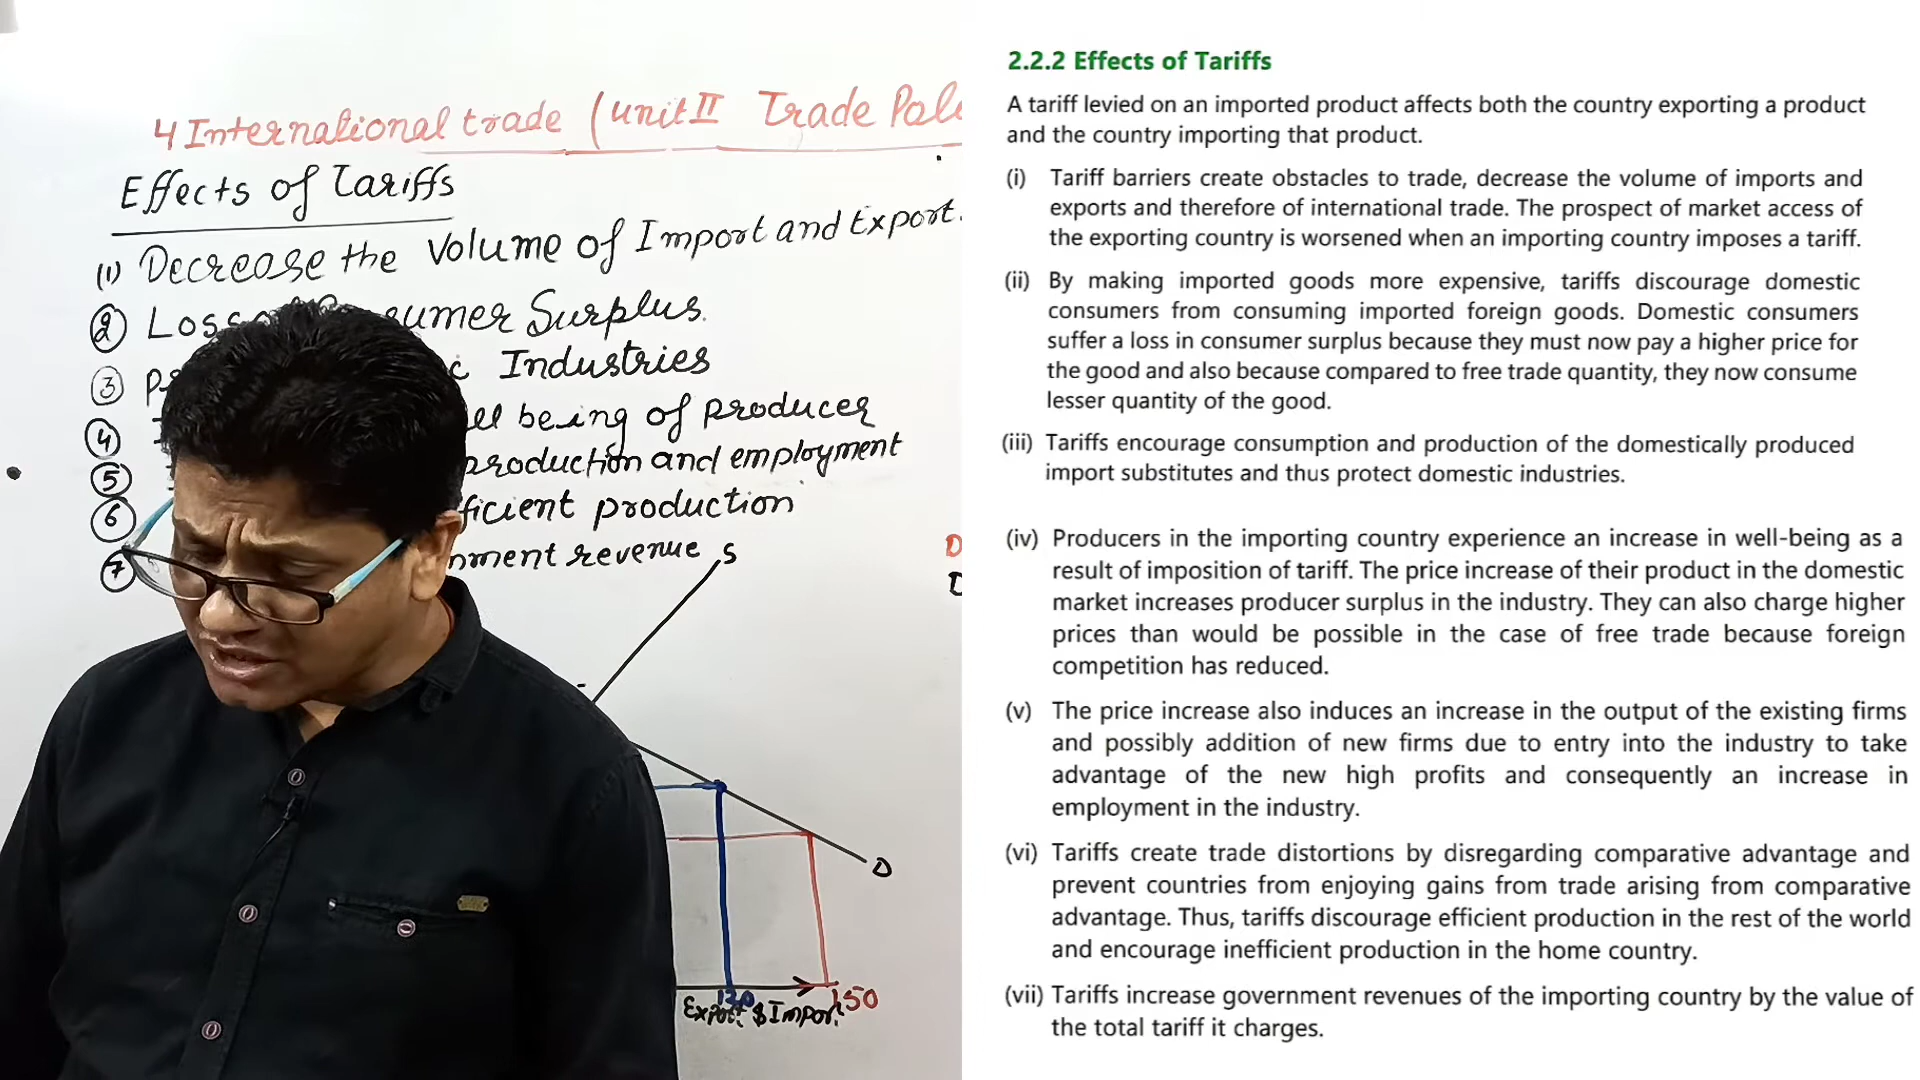 4 International trade (unit II Trade Pol
Effects of Tariffs
(1) Decrease the Volume of Import and Export.
(2) Loss Consumer Surplus.
(3) P c Industries
(4) ell being of producer
(5) production and employment
(6) ficient production
(7) nment revenue
S
D
D
D
120
150
Export & Import
2.2.2 Effects of Tariffs
A tariff levied on an imported product affects both the country exporting a product
and the country importing that product.
(i) Tariff barriers create obstacles to trade, decrease the volume of imports and
exports and therefore of international trade. The prospect of market access of
the exporting country is worsened when an importing country imposes a tariff.
(ii) By making imported goods more expensive, tariffs discourage domestic
consumers from consuming imported foreign goods. Domestic consumers
suffer a loss in consumer surplus because they must now pay a higher price for
the good and also because compared to free trade quantity, they now consume
lesser quantity of the good.
(iii) Tariffs encourage consumption and production of the domestically produced
import substitutes and thus protect domestic industries.
(iv) Producers in the importing country experience an increase in well-being as a
result of imposition of tariff. The price increase of their product in the domestic
market increases producer surplus in the industry. They can also charge higher
prices than would be possible in the case of free trade because foreign
competition has reduced.
(v) The price increase also induces an increase in the output of the existing firms
and possibly addition of new firms due to entry into the industry to take
advantage of the new high profits and consequently an increase in
employment in the industry.
(vi) Tariffs create trade distortions by disregarding comparative advantage and
prevent countries from enjoying gains from trade arising from comparative
advantage. Thus, tariffs discourage efficient production in the rest of the world
and encourage inefficient production in the home country.
(vii) Tariffs increase government revenues of the importing country by the value of
the total tariff it charges.